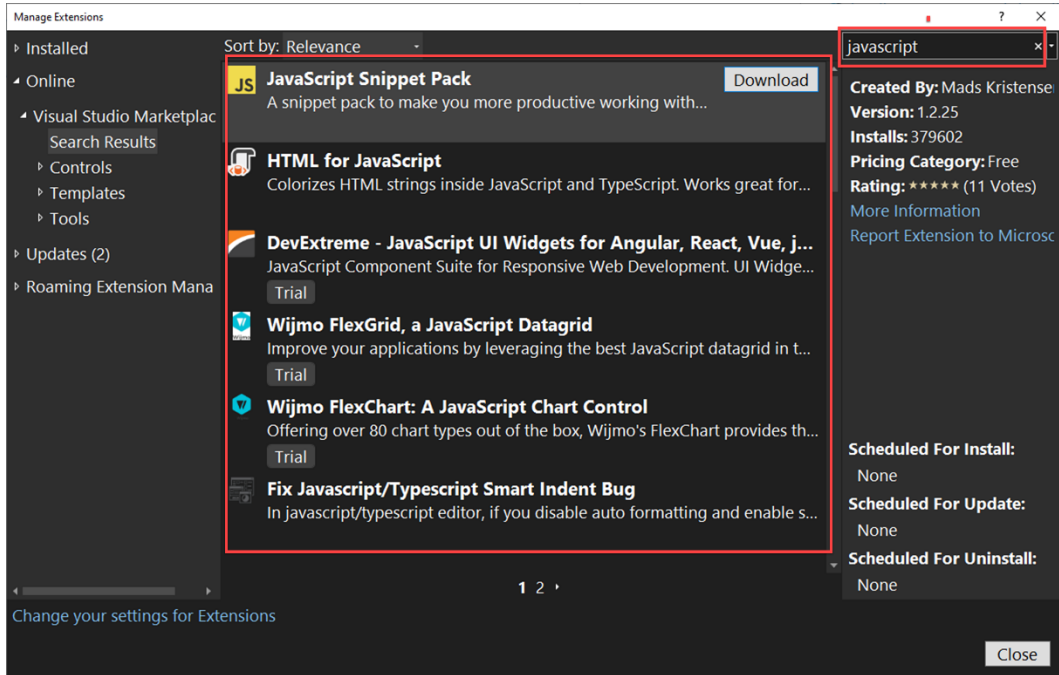 Manage Extensions
?
Installed
Online
Visual Studio Marketplac
Search Results
Controls
Templates
Tools
Updates (2)
Roaming Extension Mana
Sort by: Relevance
JS
JavaScript Snippet Pack
Download
A snippet pack to make you more productive working with...
HTML for JavaScript
Colorizes HTML strings inside JavaScript and TypeScript. Works great for...
DevExtreme - JavaScript UI Widgets for Angular, React, Vue, j...
JavaScript Component Suite for Responsive Web Development. UI Widge...
Trial
Wijmo FlexGrid, a JavaScript Datagrid
Improve your applications by leveraging the best JavaScript datagrid in t...
Trial
Wijmo FlexChart: A JavaScript Chart Control
Offering over 80 chart types out of the box, Wijmo's FlexChart provides th...
Trial
Fix Javascript/Typescript Smart Indent Bug
In javascript/typescript editor, if you disable auto formatting and enable s...
1 2
javascript
Created By: Mads Kristense
Version: 1.2.25
Installs: 379602
Pricing Category: Free
Rating: ★★★★★ (11 Votes)
More Information
Report Extension to Microsc
Scheduled For Install:
None
Scheduled For Update:
None
Scheduled For Uninstall:
None
Change your settings for Extensions
Close